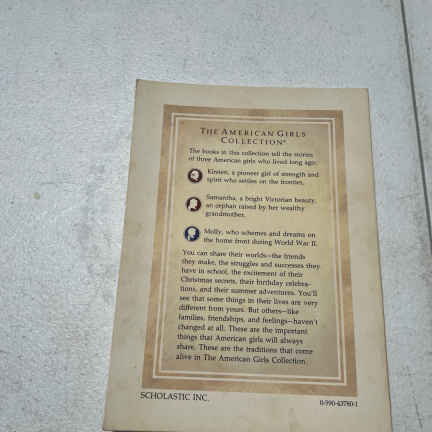 THE AMERICAN GIRLS
COLLECTION®
The books in this collection tell the stories
of three American girls who lived long ago:
Kirsten, a pioneer girl of strength and
spirit who settles on the frontier,
Samantha, a bright Victorian beauty,
an orphan raised by her wealthy
grandmother,
Molly, who schemes and dreams on
the home front during World War II.
You can share their worlds—the friends
they make, the struggles and successes they
have in school, the excitement of their
Christmas secrets, their birthday celebra-
tions, and their summer adventures. You'll
see that some things in their lives are very
different from yours. But others—like
families, friendships, and feelings—haven't
changed at all. These are the important
things that American girls will always
share. These are the traditions that come
alive in The American Girls Collection.
SCHOLASTIC INC.
0-590-43780-1